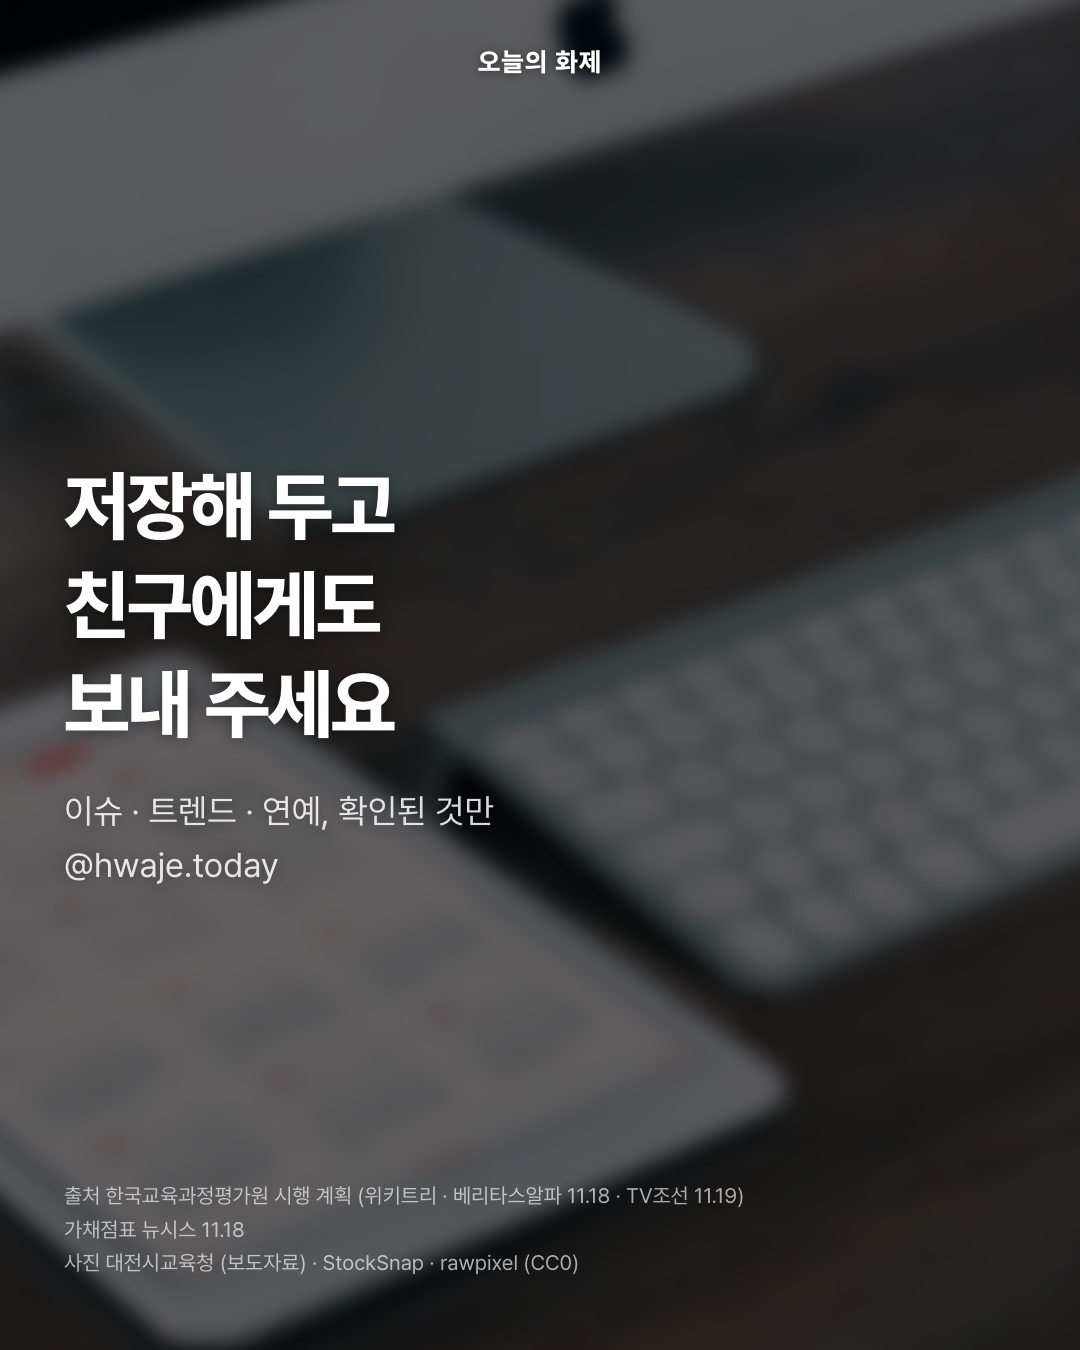 오늘의 화제
저장해 두고
친구에게도
보내 주세요
이슈 · 트렌드 · 연예, 확인된 것만
@hwaje.today
출처 한국교육과정평가원 시행 계획 (위키트리 · 베리타스알파 11.18 · TV조선 11.19)
가채점표 뉴시스 11.18
사진 대전시교육청 (보도자료) · StockSnap · rawpixel (CC0)